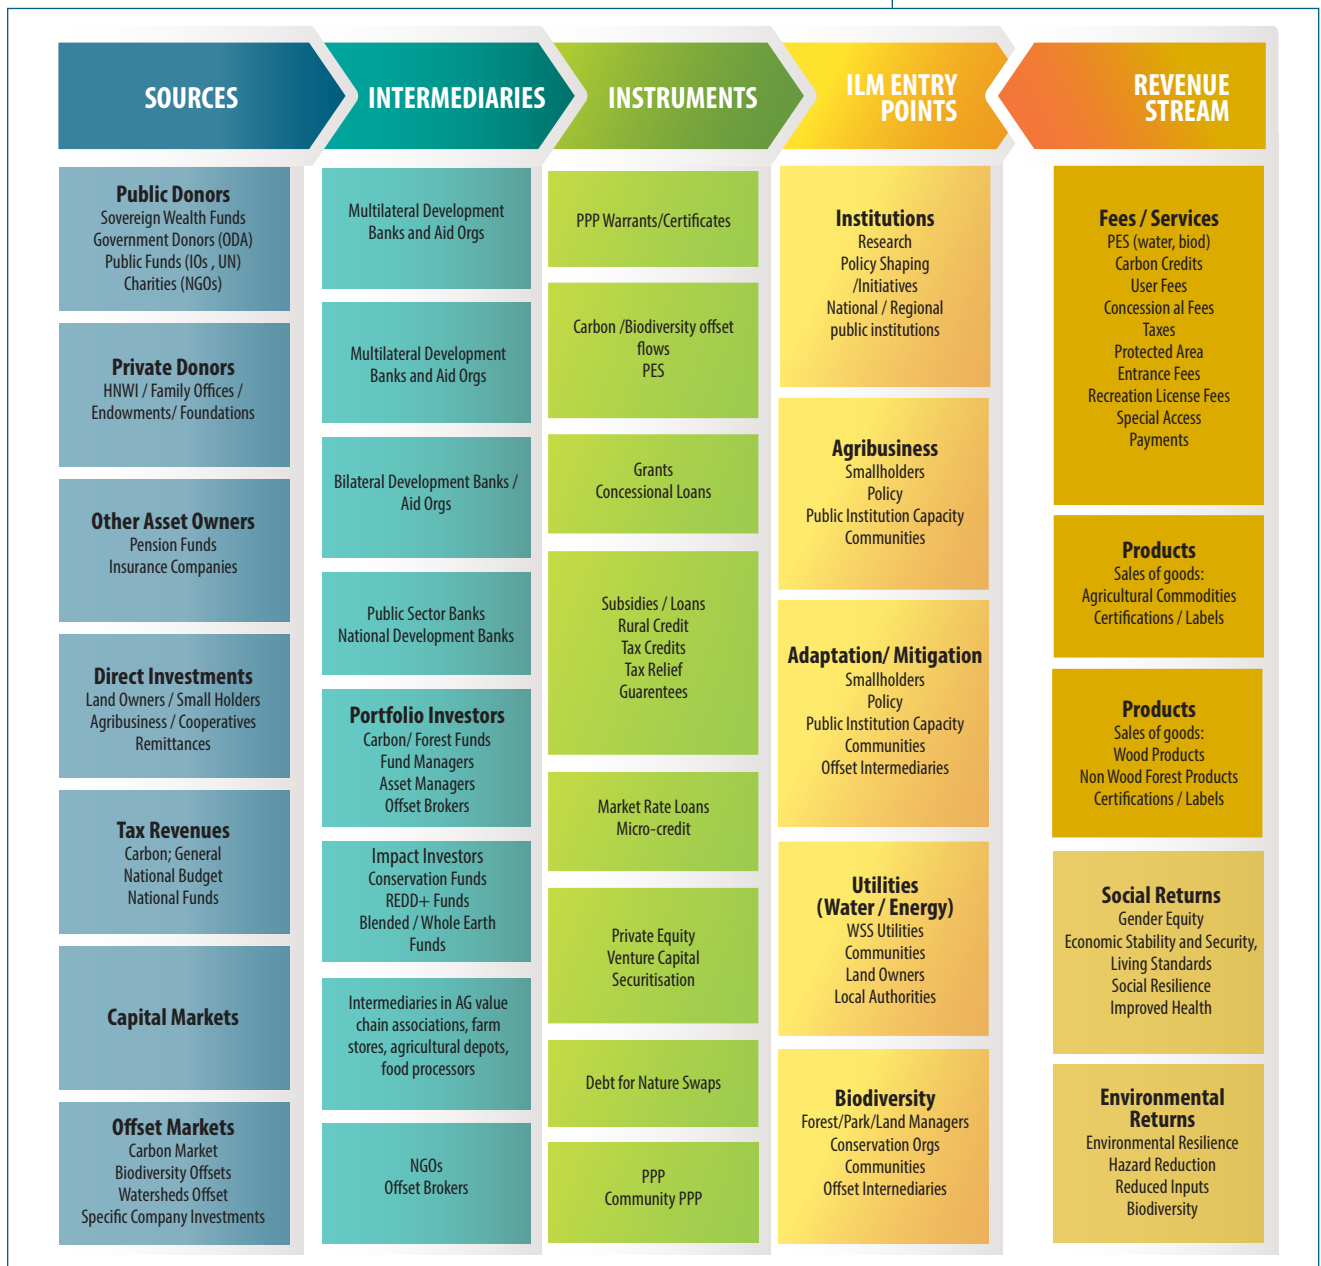 SOURCES
INTERMEDIARIES
INSTRUMENTS
ILM ENTRY
POINTS
REVENUE
STREAM
Public Donors
Sovereign Wealth Funds
Government Donors (ODA)
Public Funds (IOs , UN)
Charities (NGOs)
Private Donors
HNWI / Family Offices /
Endowments/ Foundations
Other Asset Owners
Pension Funds
Insurance Companies
Direct Investments
Land Owners / Small Holders
Agribusiness / Cooperatives
Remittances
Tax Revenues
Carbon; General
National Budget
National Funds
Capital Markets
Offset Markets
Carbon Market
Biodiversity Offsets
Watersheds Offset
Specific Company Investments
Multilateral Development
Banks and Aid Orgs
Multilateral Development
Banks and Aid Orgs
Bilateral Development Banks /
Aid Orgs
Public Sector Banks
National Development Banks
Portfolio Investors
Carbon/ Forest Funds
Fund Managers
Asset Managers
Offset Brokers
Impact Investors
Conservation Funds
REDD+ Funds
Blended / Whole Earth
Funds
Intermediaries in AG value
chain associations, farm
stores, agricultural depots,
food processors
NGOs
Offset Brokers
PPP Warrants/Certificates
Carbon /Biodiversity offset
flows
PES
Grants
Concessional Loans
Subsidies / Loans
Rural Credit
Tax Credits
Tax Relief
Guarentees
Market Rate Loans
Micro-credit
Private Equity
Venture Capital
Securitisation
Debt for Nature Swaps
PPP
Community PPP
Institutions
Research
Policy Shaping
/Initiatives
National / Regional
public institutions
Agribusiness
Smallholders
Policy
Public Institution Capacity
Communities
Adaptation/ Mitigation
Smallholders
Policy
Public Institution Capacity
Communities
Offset Intermediaries
Utilities
(Water / Energy)
WSS Utilities
Communities
Land Owners
Local Authorities
Biodiversity
Forest/Park/Land Managers
Conservation Orgs
Communities
Offset Internediaries
Fees / Services
PES (water, biod)
Carbon Credits
User Fees
Concession al Fees
Taxes
Protected Area
Entrance Fees
Recreation License Fees
Special Access
Payments
Products
Sales of goods:
Agricultural Commodities
Certifications / Labels
Products
Sales of goods:
Wood Products
Non Wood Forest Products
Certifications / Labels
Social Returns
Gender Equity
Economic Stability and Security,
Living Standards
Social Resilience
Improved Health
Environmental
Returns
Environmental Resilience
Hazard Reduction
Reduced Inputs
Biodiversity